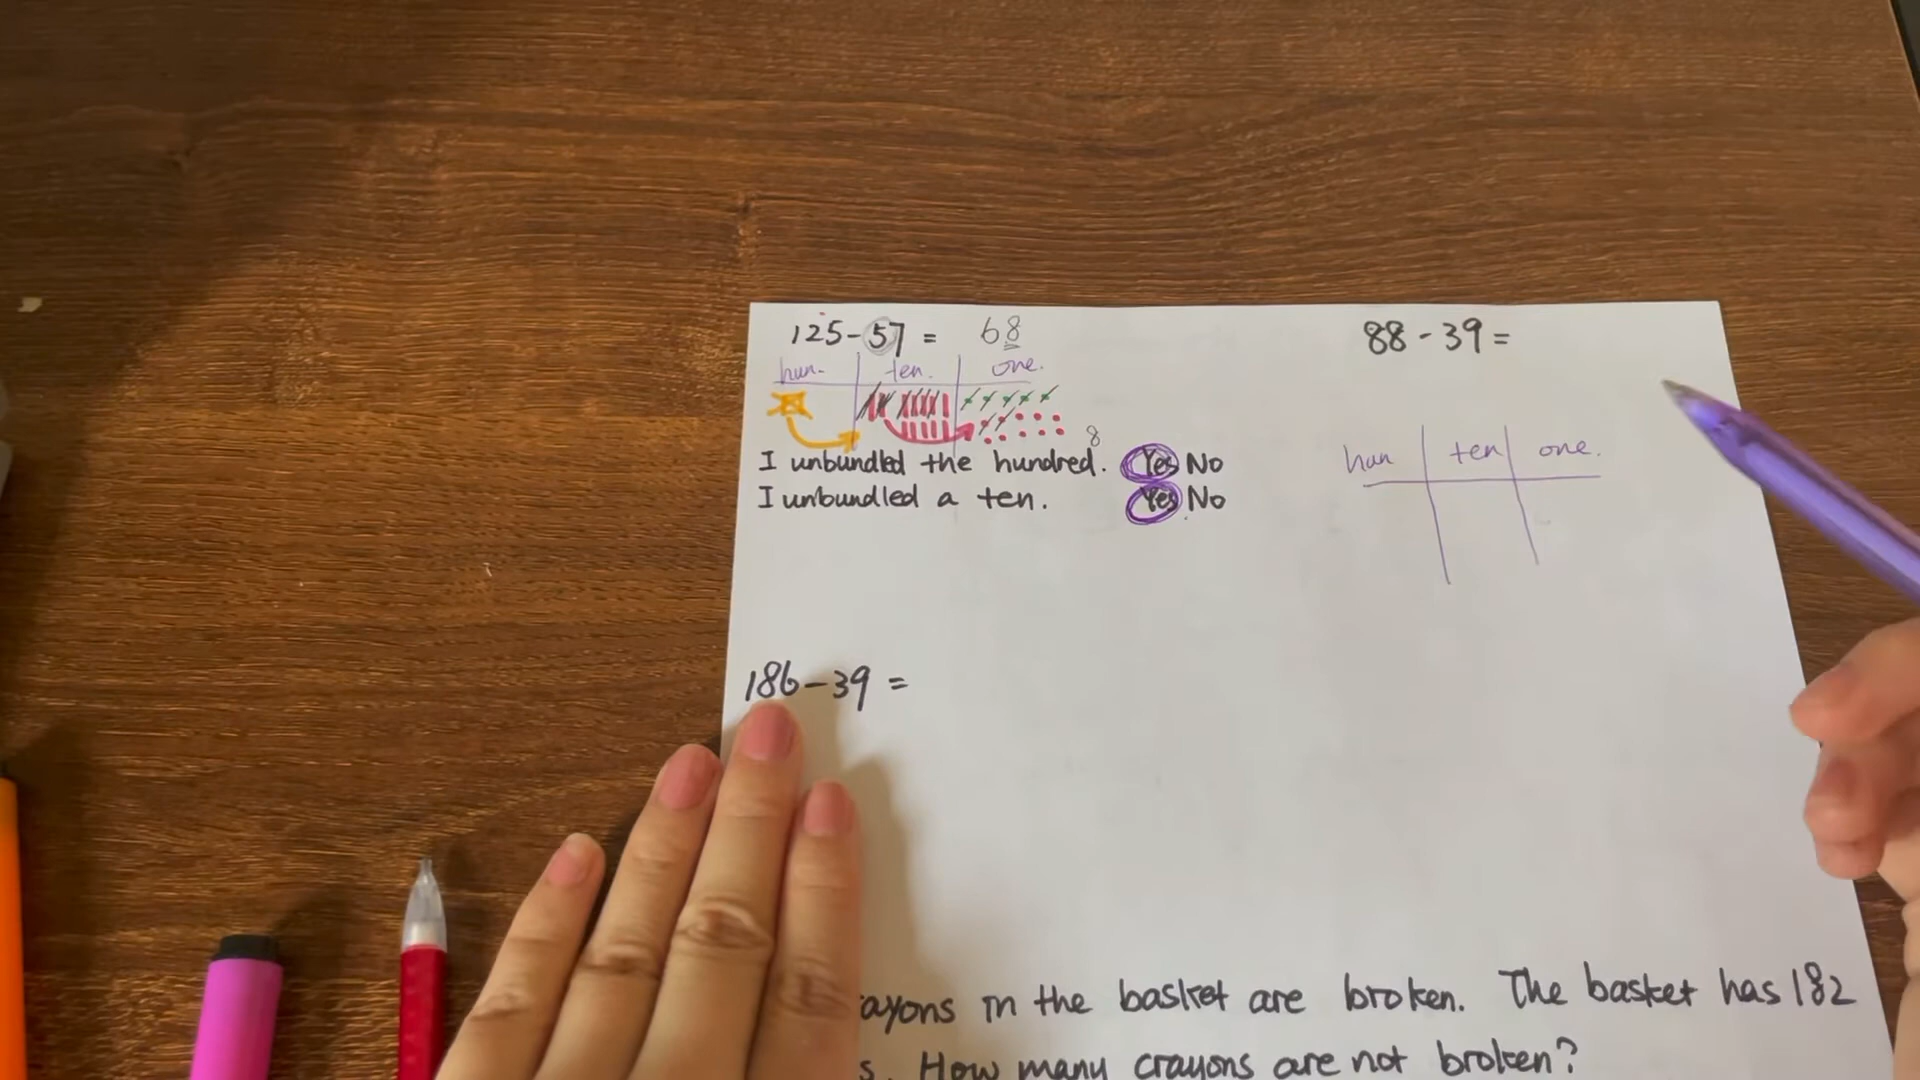 125-57 = 68
hun. ten. one.
8
I unbundled the hundred. Yes No
I unbundled a ten. Yes No
88-39=
hun ten one.
186-39 =
in the basket are broken. The basket has 182
How many crayons are not broken?